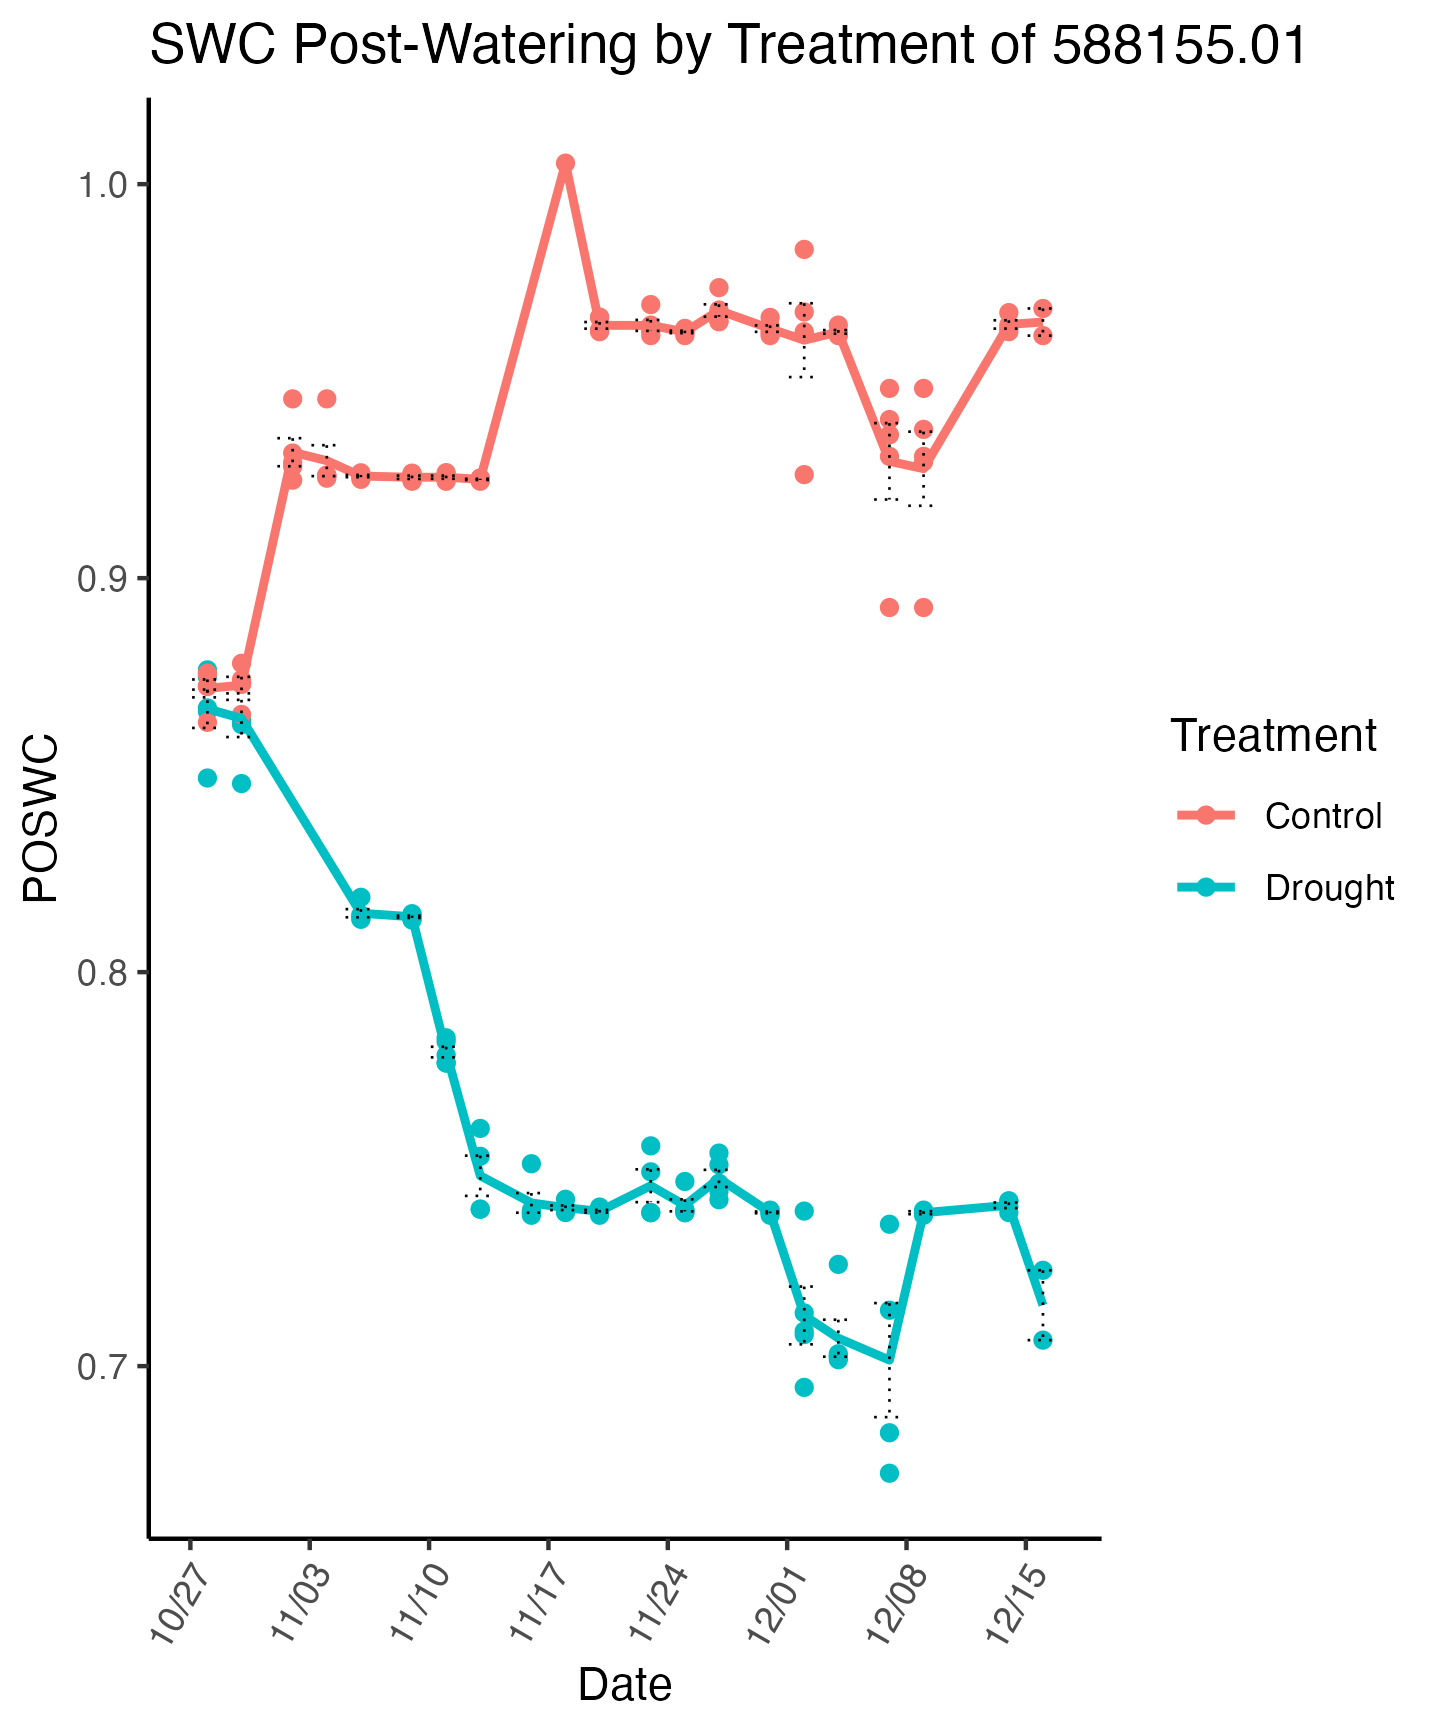 SWC Post-Watering by Treatment of 588155.01
1.0
0.9
0.8
0.7
POSWC
10/27
11/03
11/10
11/17
11/24
12/01
12/08
12/15
Date
Treatment
Control
Drought